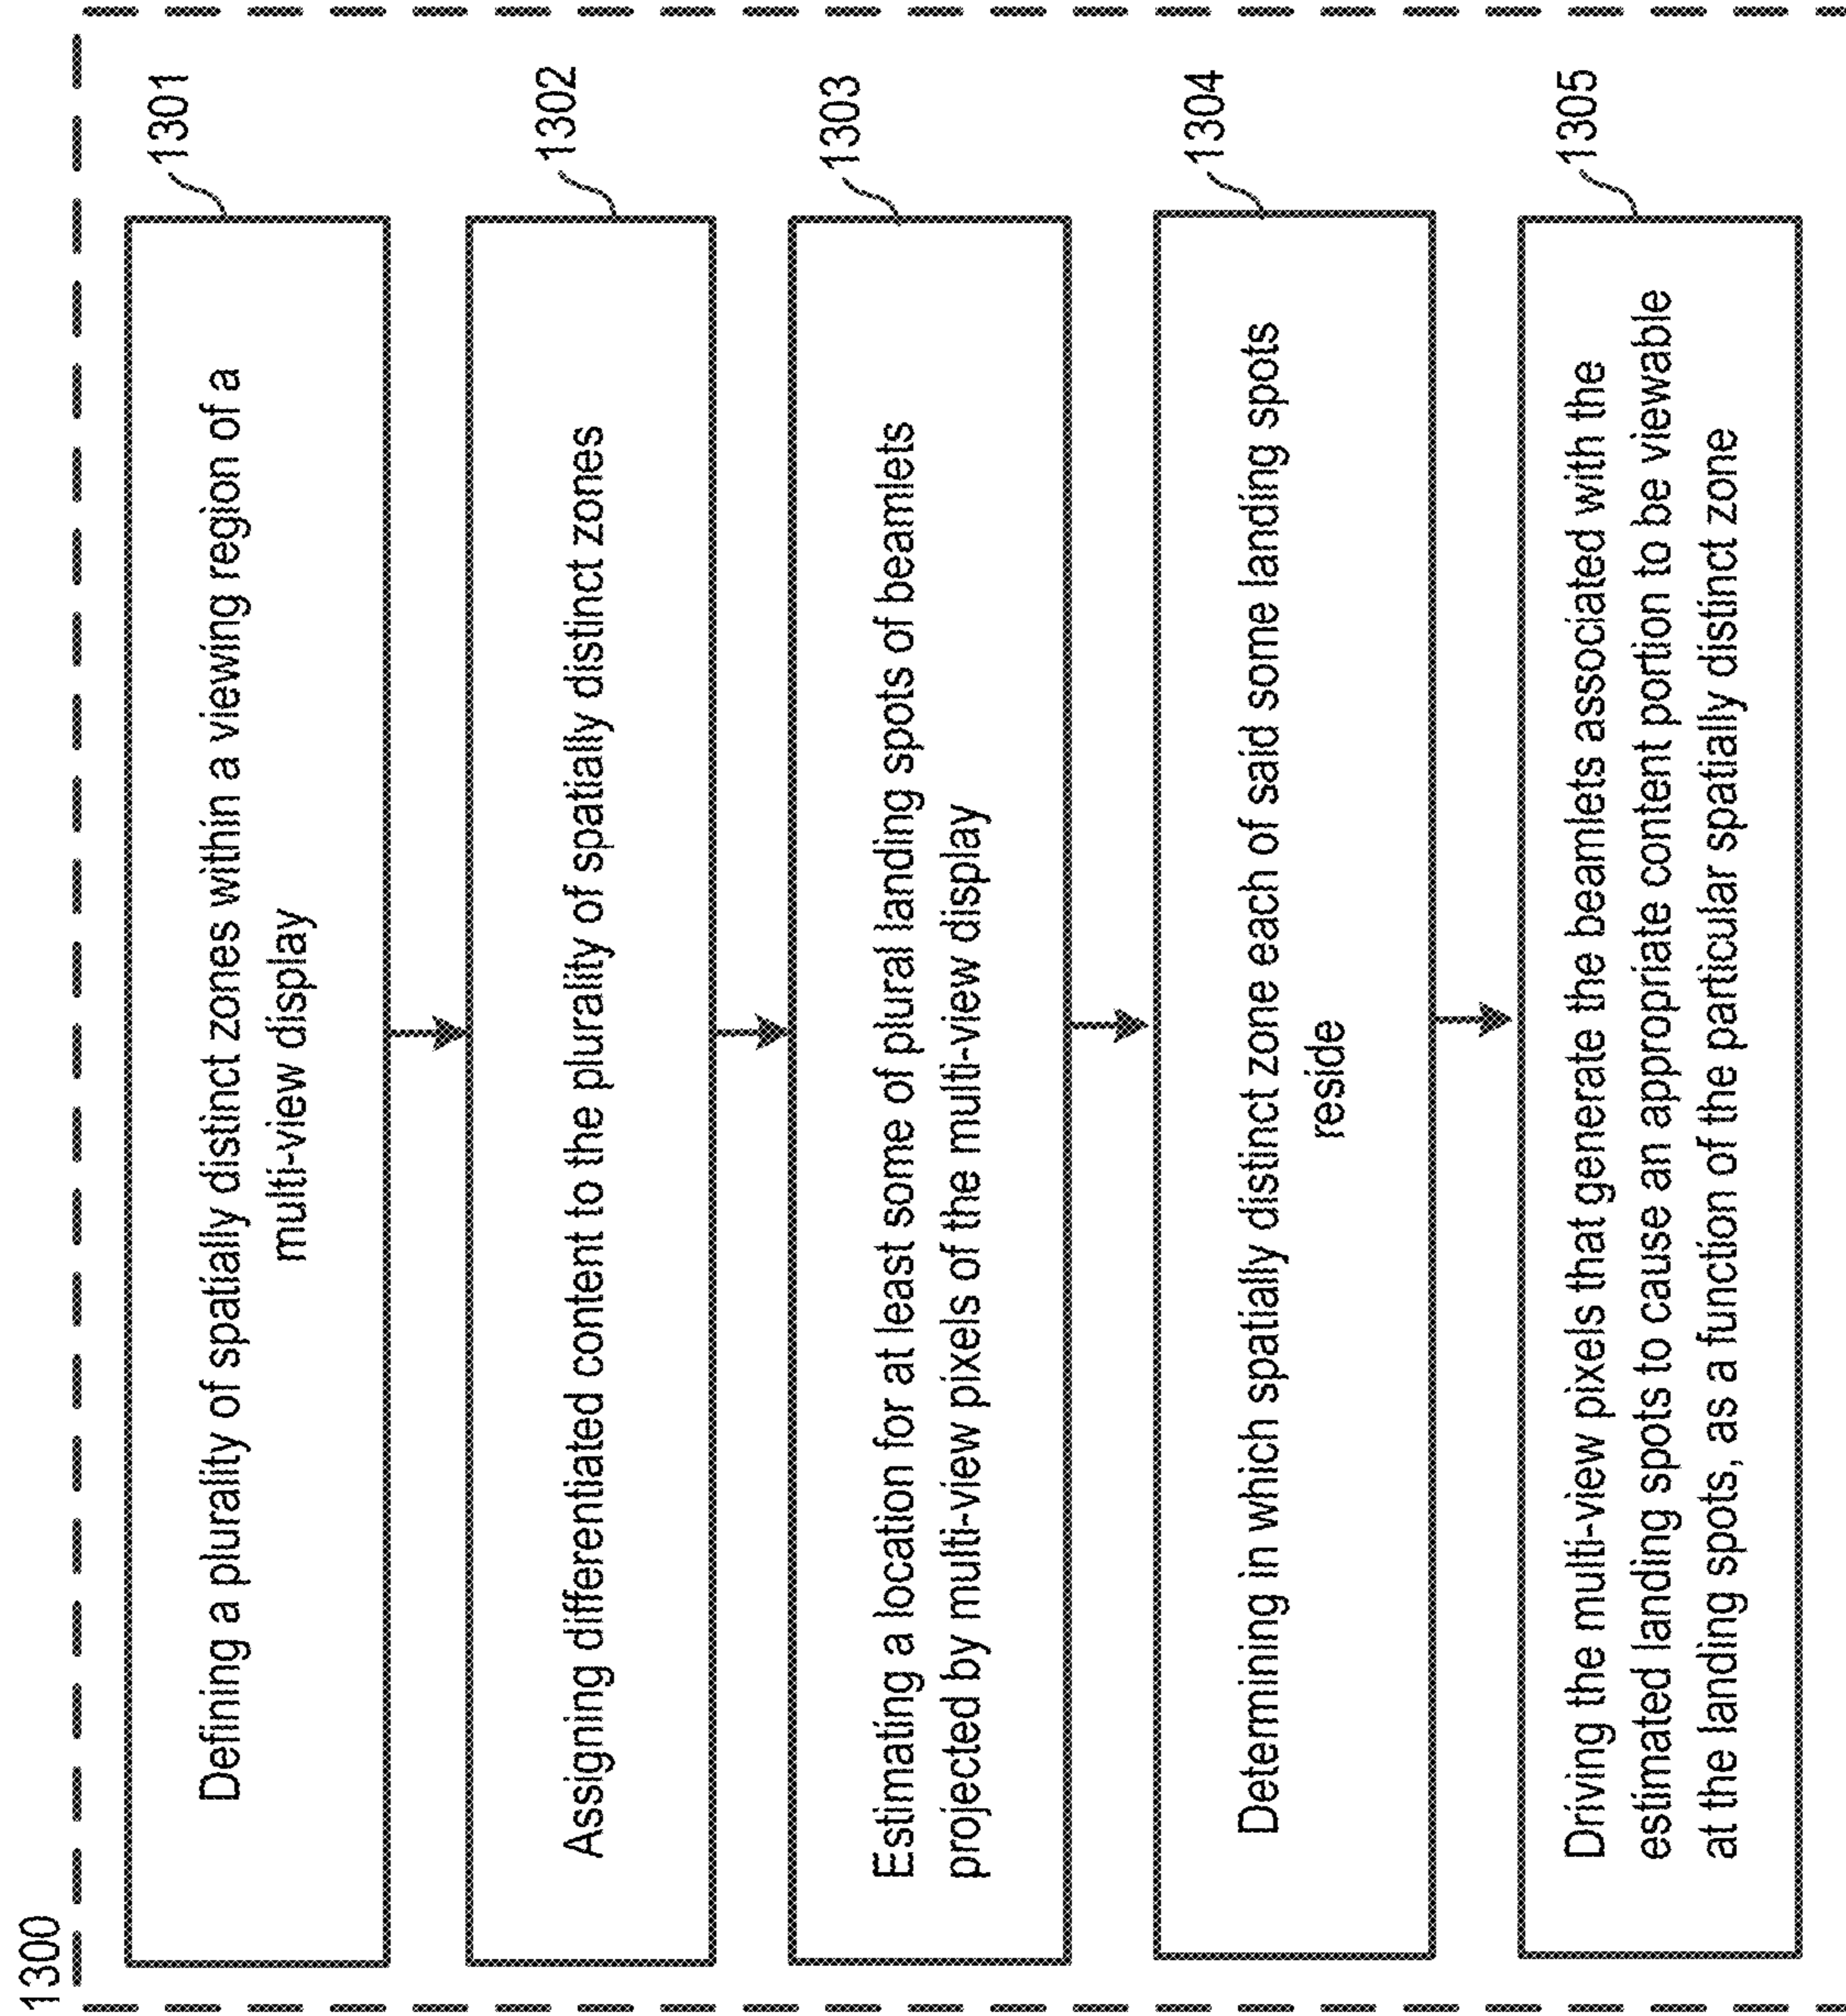 1300
1301
Defining a plurality of spatially distinct zones within a viewing region of a
multi-view display
1302
Assigning differentiated content to the plurality of spatially distinct zones
1303
Estimating a location for at least some of plural landing spots of beamlets
projected by multi-view pixels of the multi-view display
1304
Determining in which spatially distinct zone each of said some landing spots
reside
1305
Driving the multi-view pixels that generate the beamlets associated with the
estimated landing spots to cause an appropriate content portion to be viewable
at the landing spots, as a function of the particular spatially distinct zone